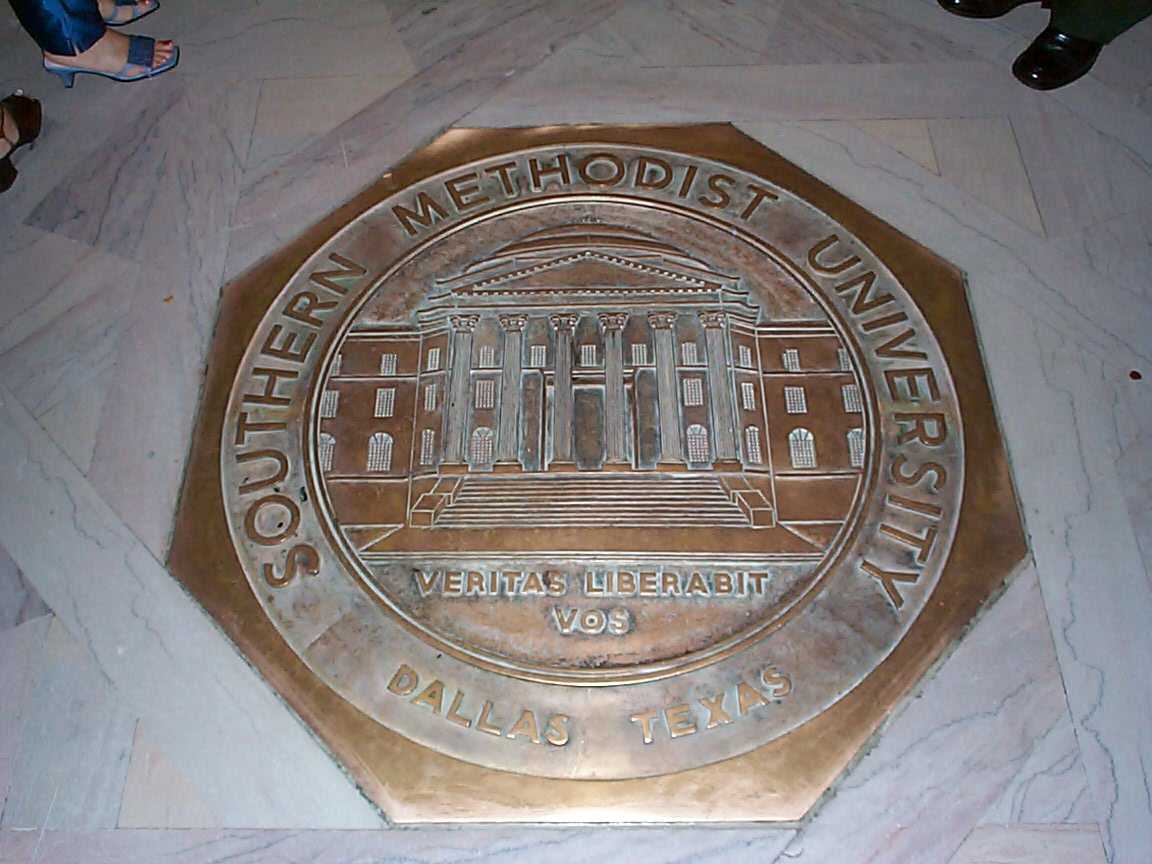 SOUTHERN METHODIST UNIVERSITY
VERITAS LIBERABIT
VOS
DALLAS TEXAS